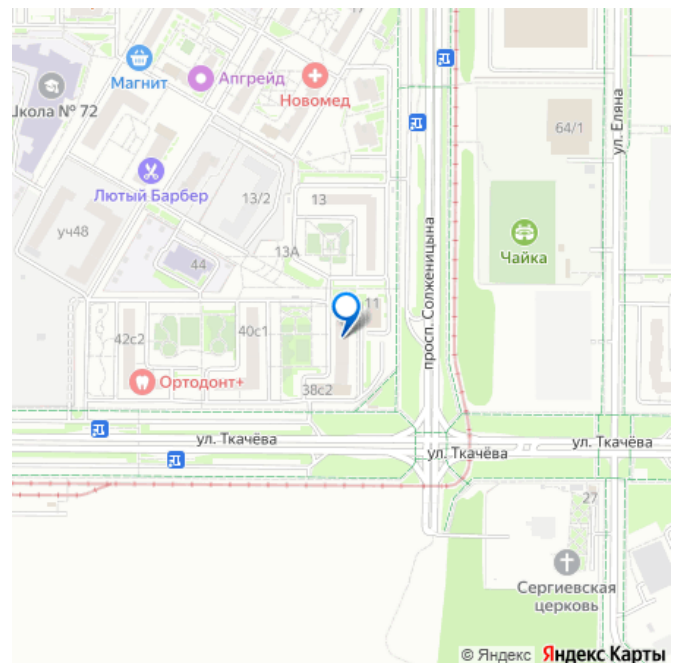 Магнит
Апгрейд
Новомед
Школа № 72
64/1
ул. Еляна
Лютый Барбер
13/2
13
просп. Солженицына
уч48
Чайка
13А
44
11
42с2
40с1
Ортодонт+
38с2
ул. Ткачёва
ул. Ткачёва
ул. Ткачёва
27
Сергиевская
церковь
© Яндекс Яндекс Карты